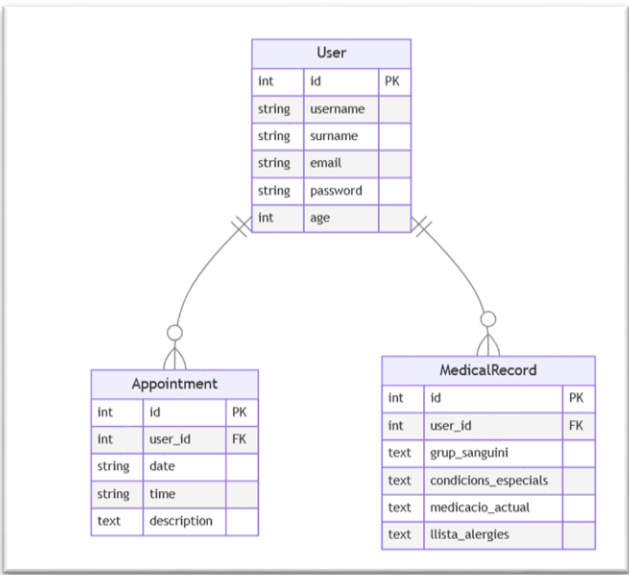 User
int id PK
string username
string surname
string email
string password
int age
Appointment
int id PK
int user_id FK
string date
string time
text description
MedicalRecord
int id PK
int user_id FK
text grup_sanguini
text condicions_especials
text medicacio_actual
text llista_alergies